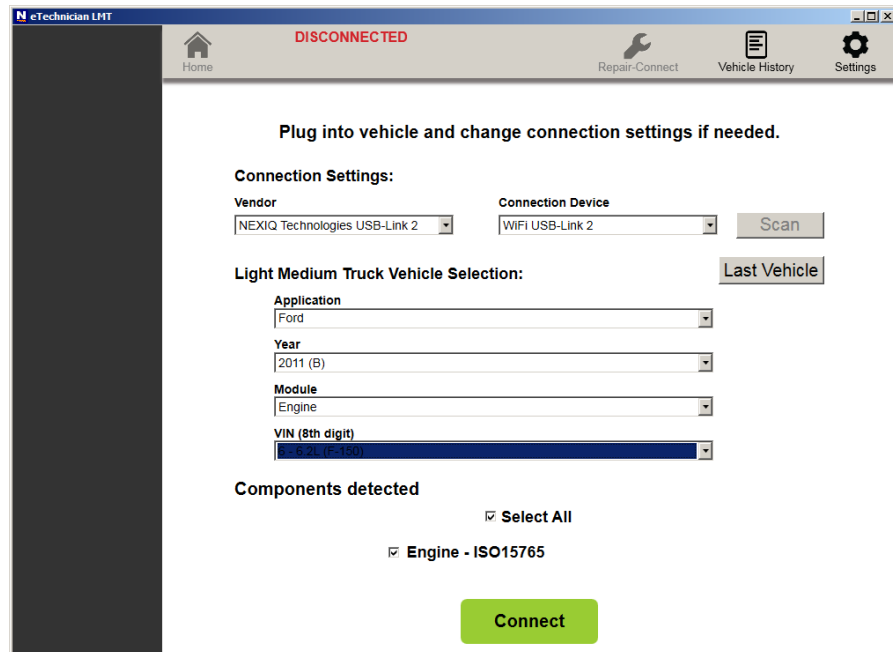 N eTechnician LMT
DISCONNECTED
Home
Repair-Connect
Vehicle History
Settings
Plug into vehicle and change connection settings if needed.
Connection Settings:
Vendor
Connection Device
NEXIQ Technologies USB-Link 2
WiFi USB-Link 2
Scan
Light Medium Truck Vehicle Selection:
Last Vehicle
Application
Ford
Year
2011 (B)
Module
Engine
VIN (8th digit)
6 - 6.2L (F-150)
Components detected
Select All
Engine - ISO15765
Connect